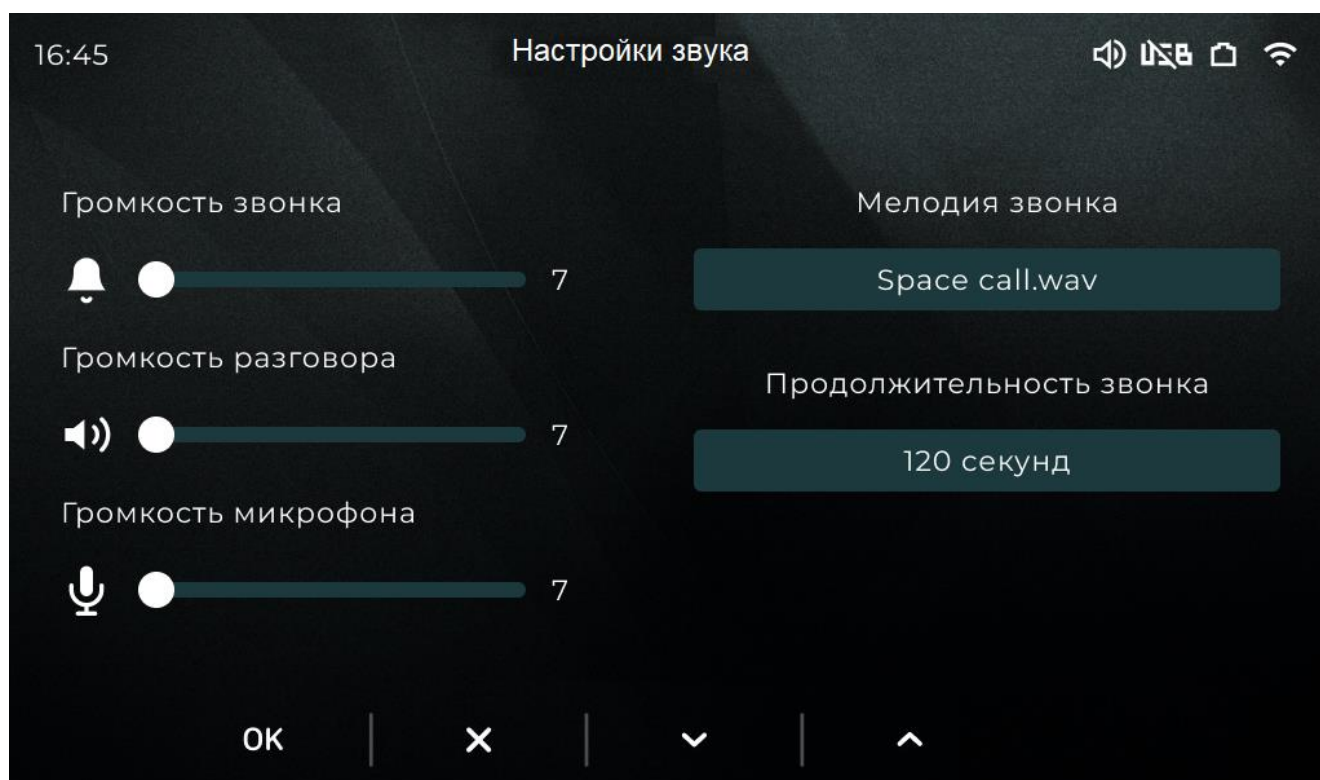 16:45
Настройки звука
USB
Громкость звонка
7
Громкость разговора
7
Громкость микрофона
7
Мелодия звонка
Space call.wav
Продолжительность звонка
120 секунд
OK